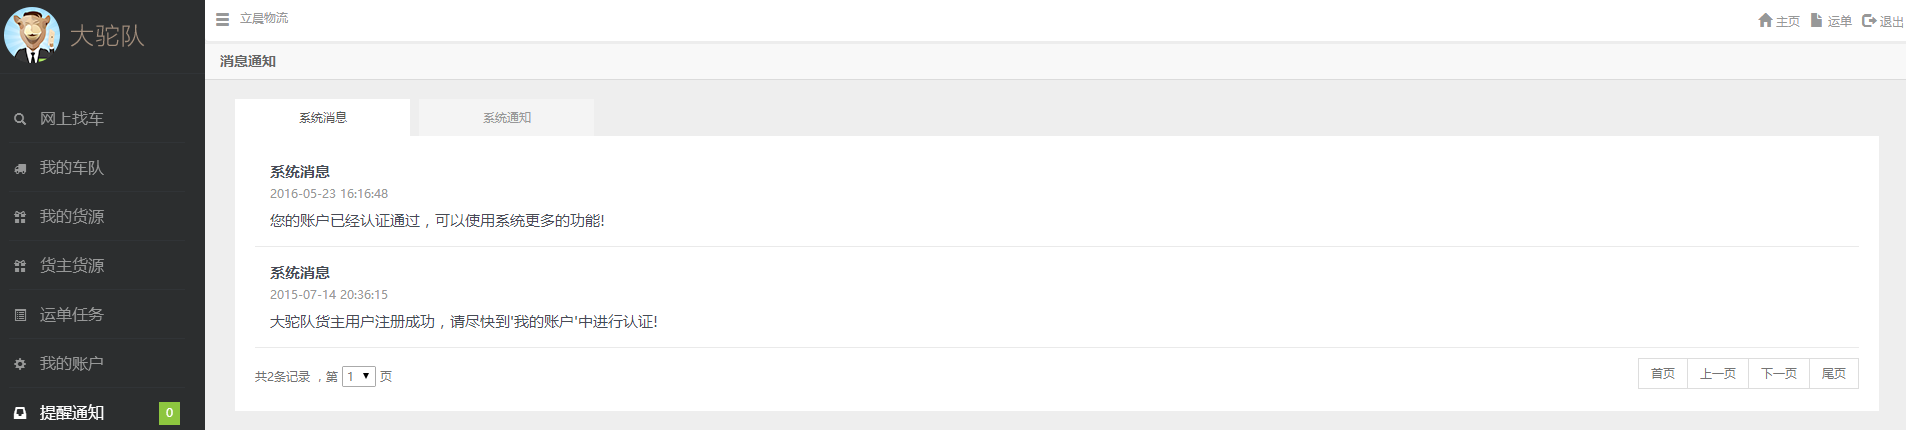 大驼队
立晨物流
主页 运单 退出
消息通知
网上找车
我的车队
我的货源
货主货源
运单任务
我的账户
提醒通知 0
系统消息 系统通知
系统消息
2016-05-23 16:16:48
您的账户已经认证通过，可以使用系统更多的功能!
系统消息
2015-07-14 20:36:15
大驼队货主用户注册成功，请尽快到'我的账户'中进行认证!
共2条记录 ，第 1 页
首页 上一页 下一页 尾页